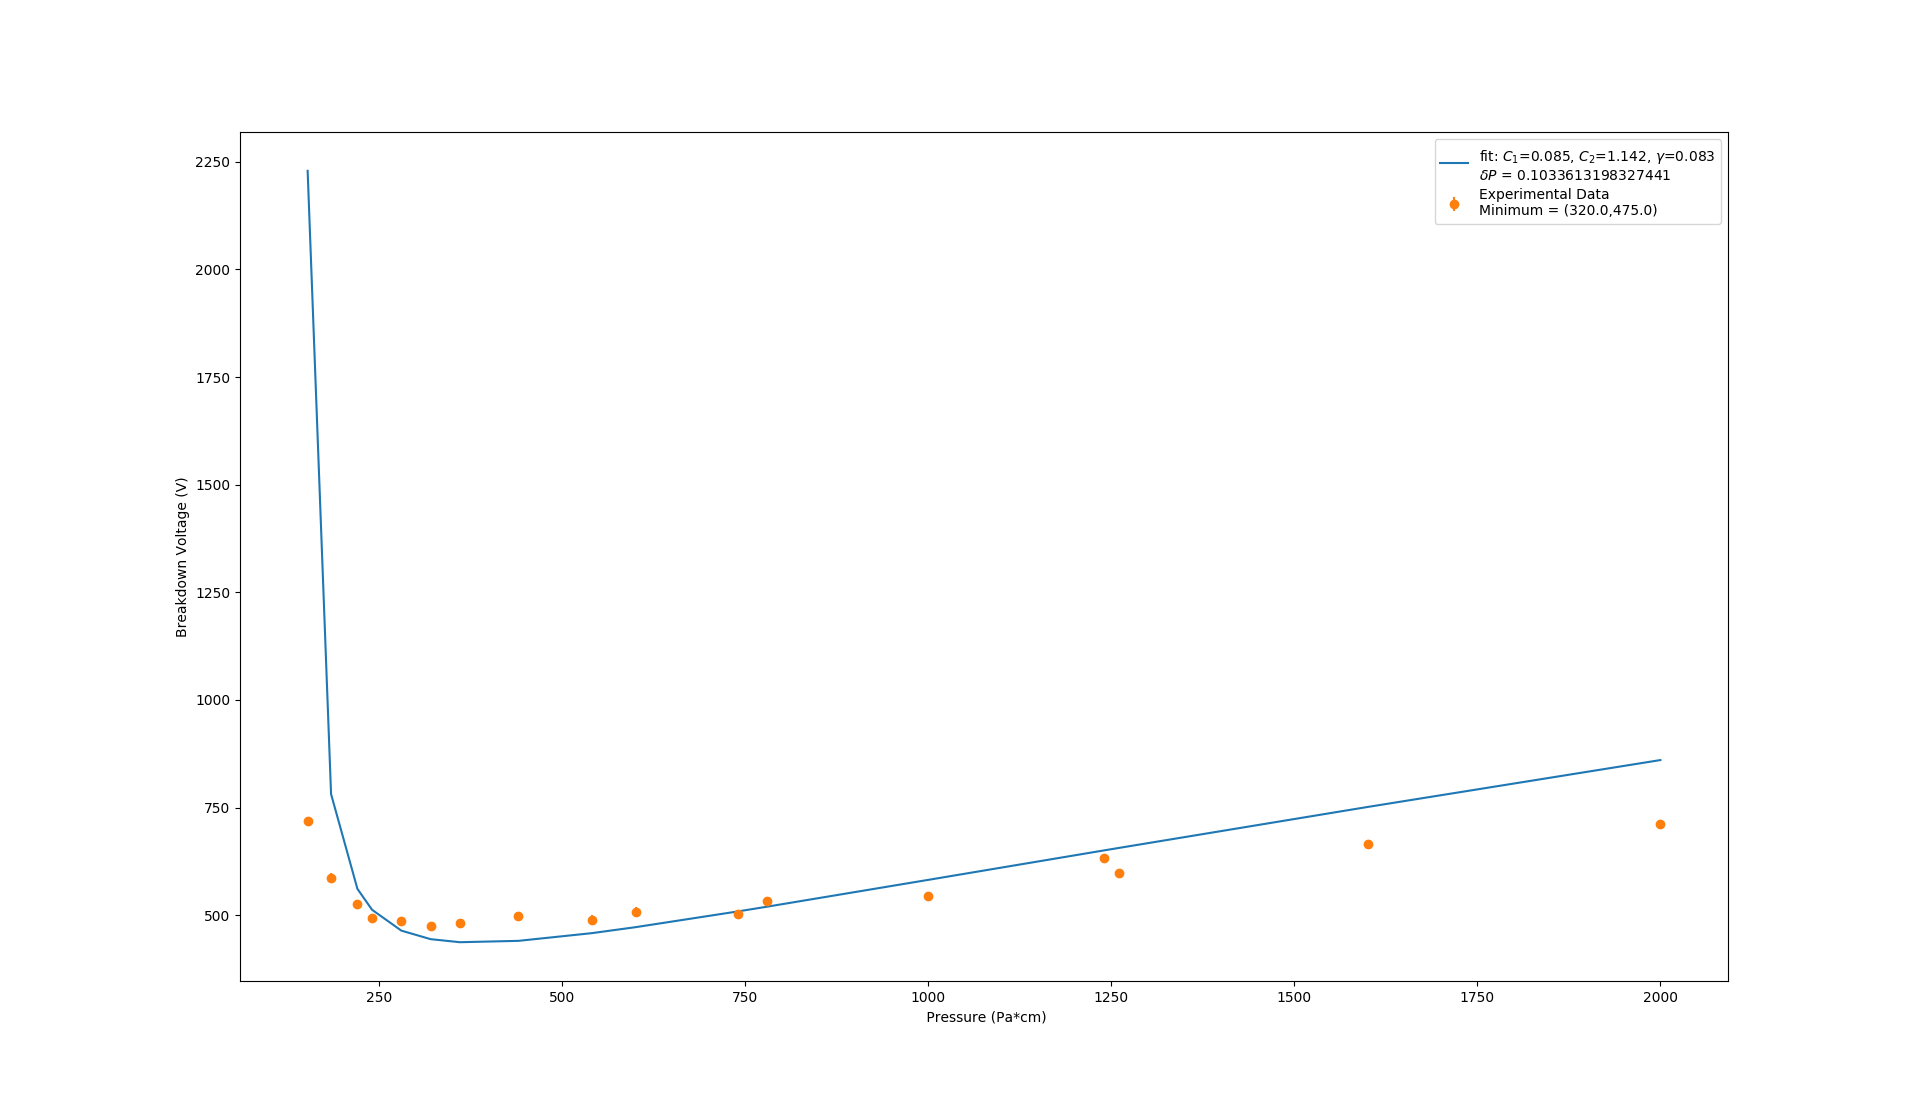 fit: C₁=0.085, C₂=1.142, γ=0.083
δP = 0.1033613198327441
Experimental Data
Minimum = (320.0,475.0)
2250
2000
1750
1500
1250
1000
750
500
Breakdown Voltage (V)
250 500 750 1000 1250 1500 1750 2000
Pressure (Pa*cm)